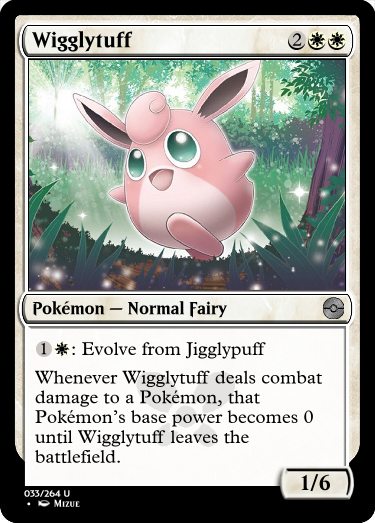 Wigglytuff 2
Pokémon — Normal Fairy
1: Evolve from Jigglypuff
Whenever Wigglytuff deals combat
damage to a Pokémon, that
Pokémon's base power becomes 0
until Wigglytuff leaves the
battlefield.
1/6
033/264 U
• Mizue